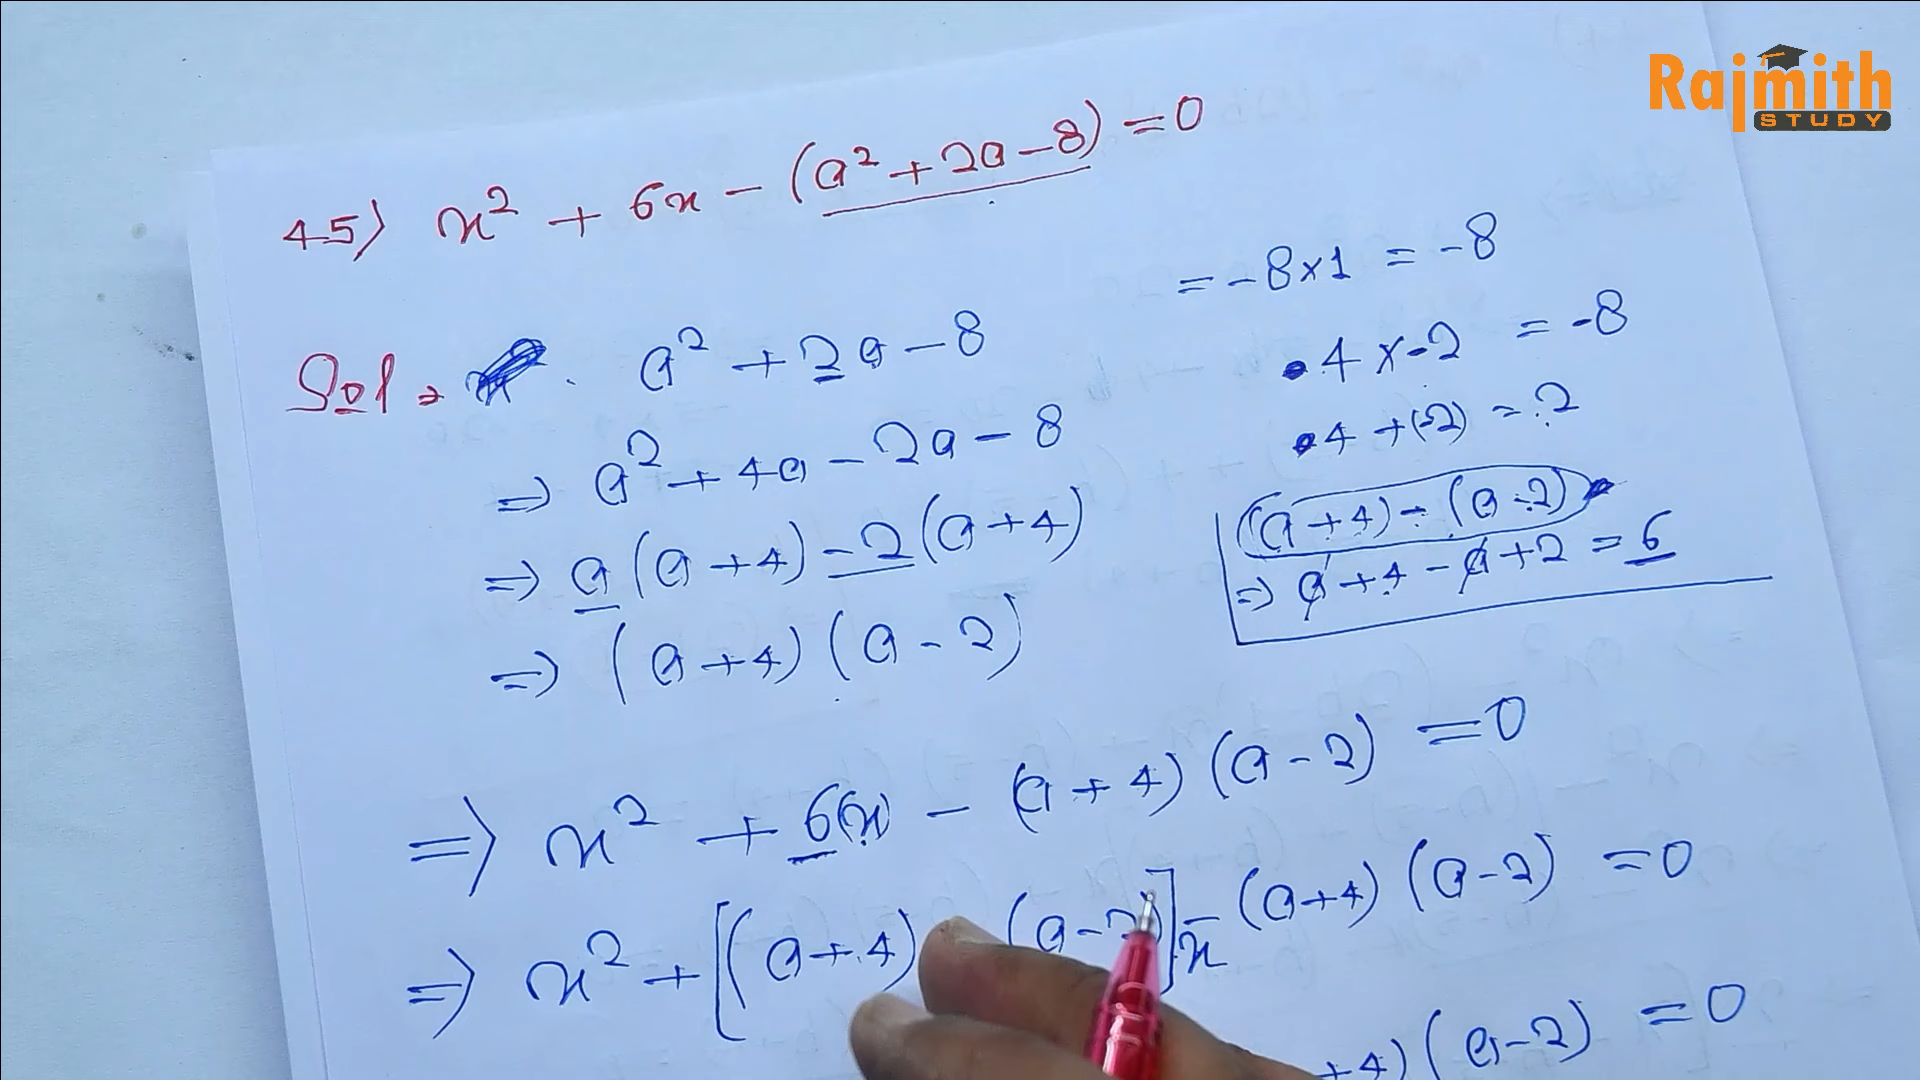 Rajmith
STUDY
45) x² + 6x - (a² + 2a - 8) = 0
Sol → a² + 2a - 8
⇒ a² + 4a - 2a - 8
⇒ a(a + 4) - 2(a + 4)
⇒ (a + 4)(a - 2)
= -8×1 = -8
4 × -2 = -8
4 + (-2) = 2
(a + 4) - (a - 2)
⇒ a + 4 - a + 2 = 6
⇒ x² + 6(x) - (a + 4)(a - 2) = 0
⇒ x² + [(a + 4) (a - 2)]x - (a + 4)(a - 2) = 0
+4)(a - 2) = 0